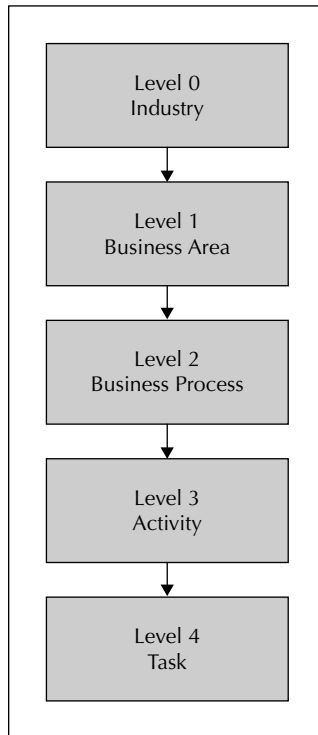 Level 0
Industry
Level 1
Business Area
Level 2
Business Process
Level 3
Activity
Level 4
Task